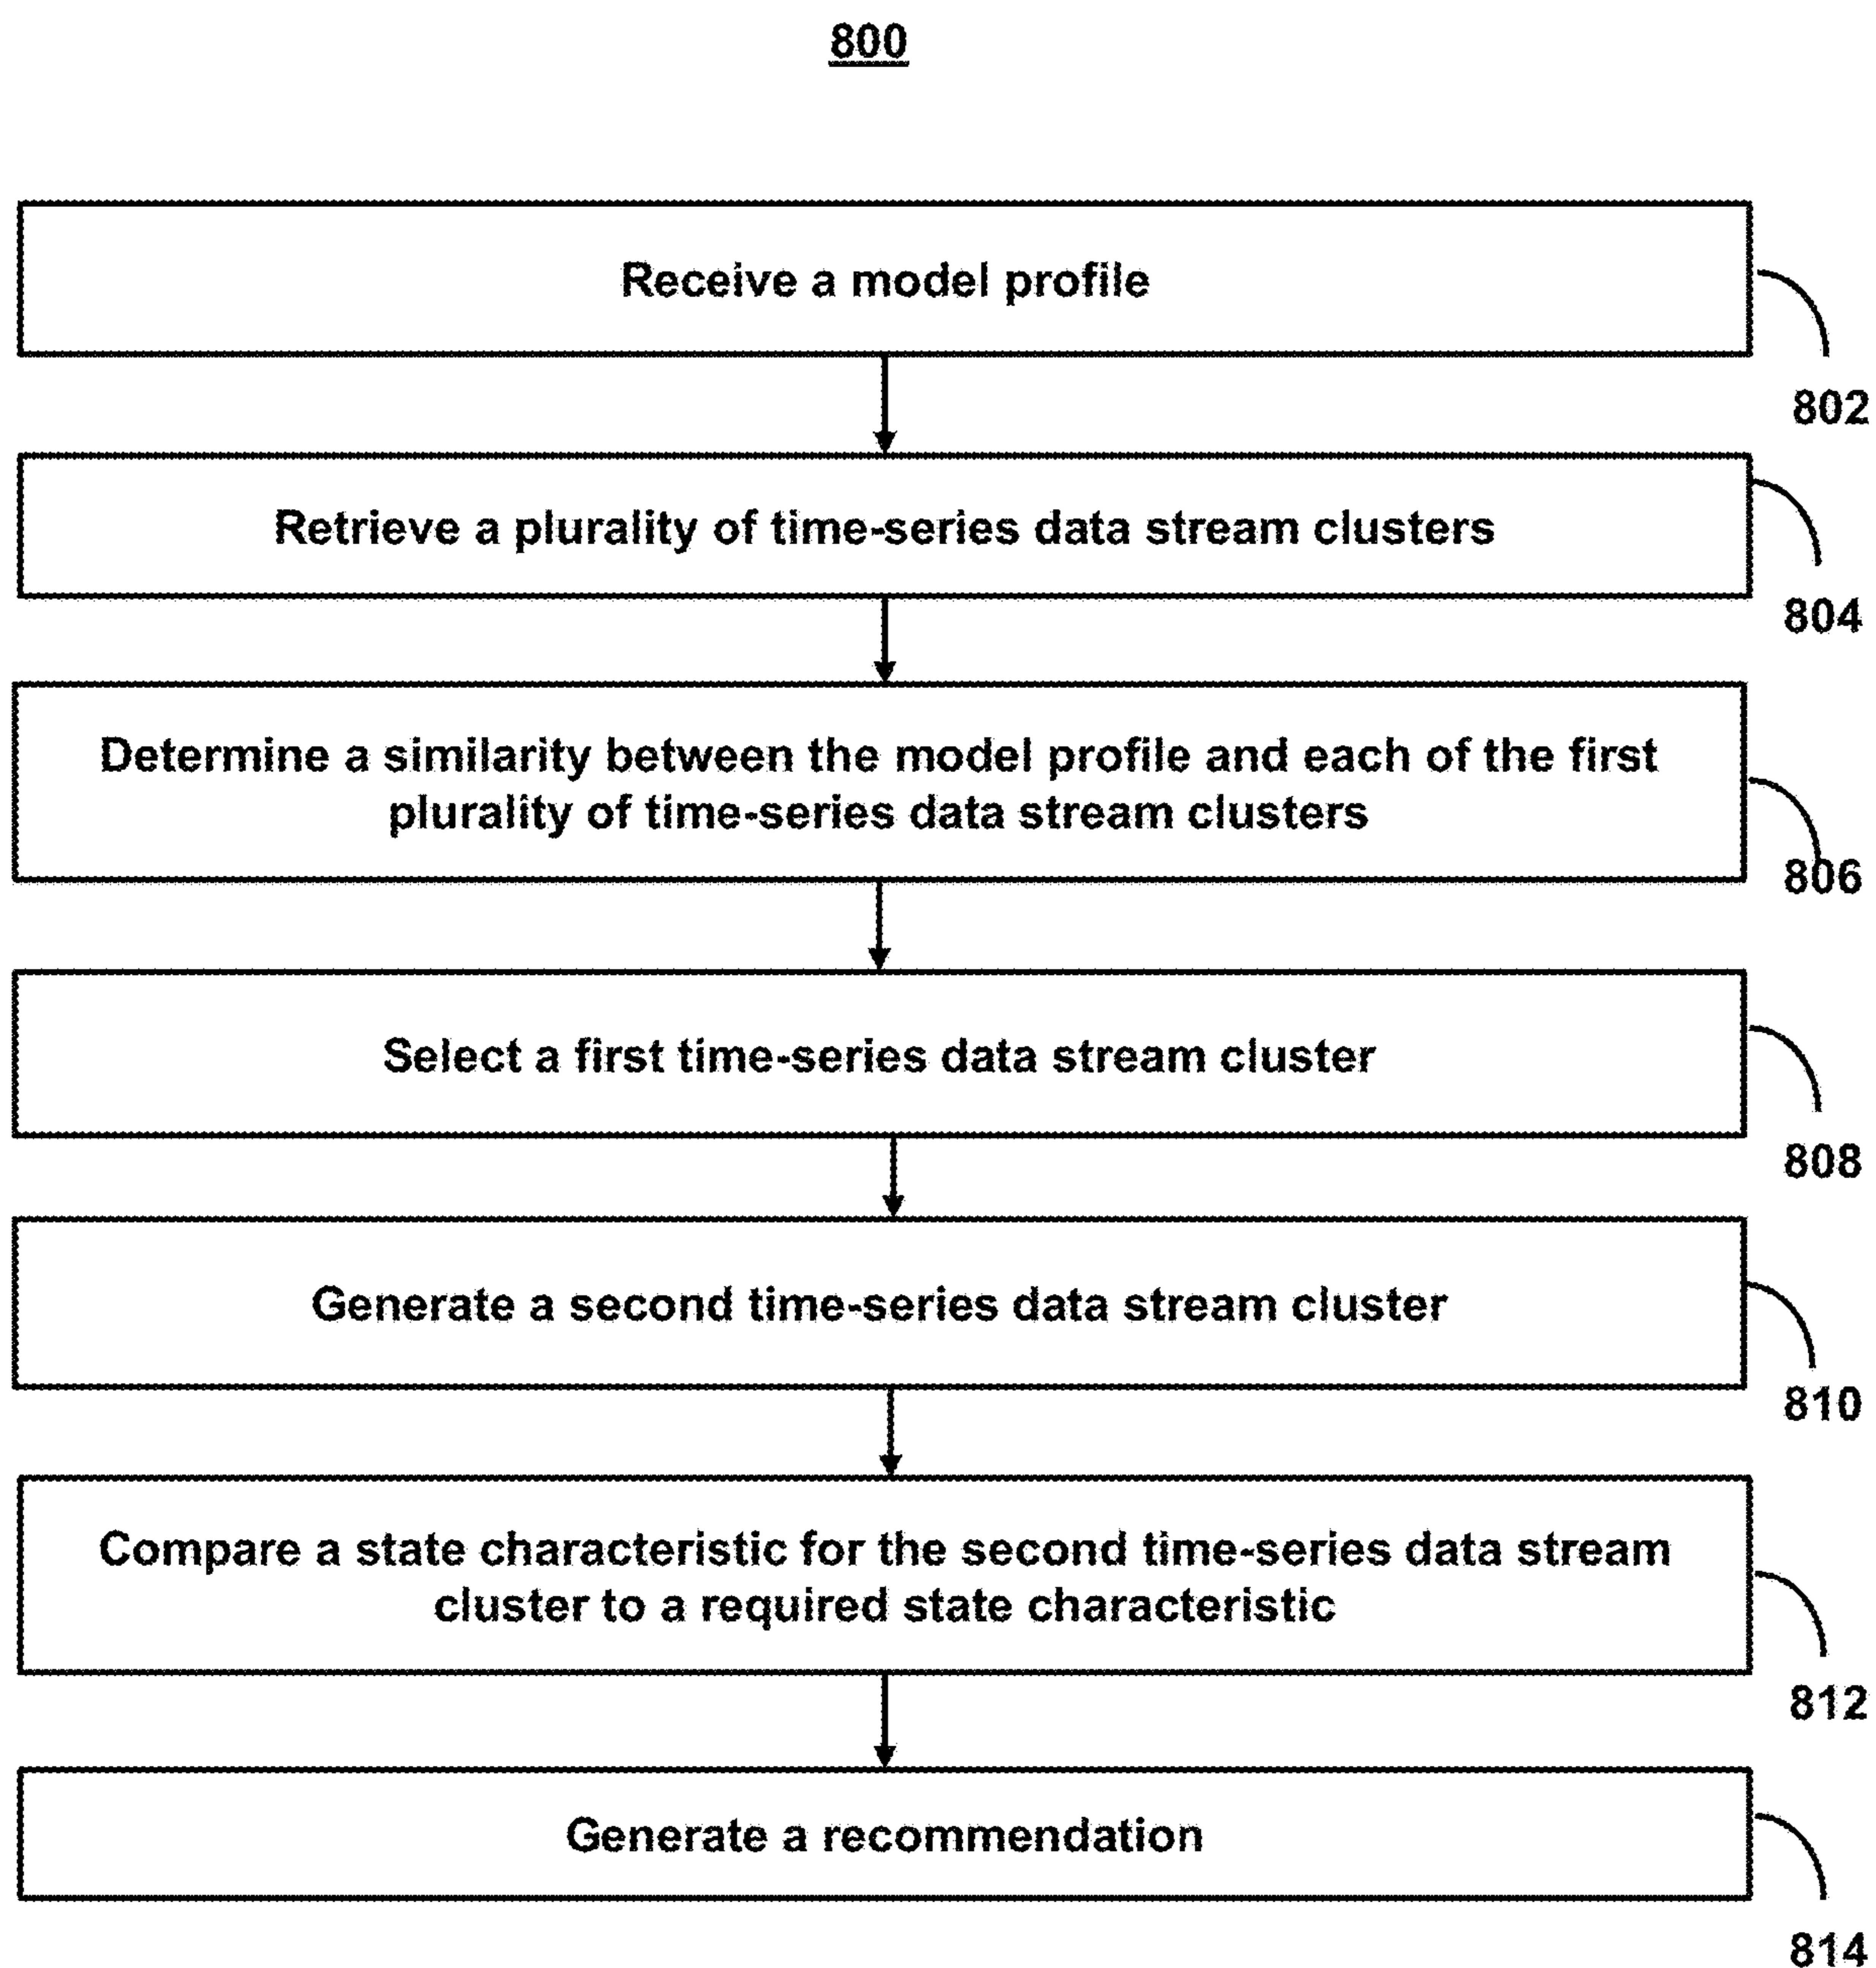 800
Receive a model profile
802
Retrieve a plurality of time-series data stream clusters
804
Determine a similarity between the model profile and each of the first
plurality of time-series data stream clusters
806
Select a first time-series data stream cluster
808
Generate a second time-series data stream cluster
810
Compare a state characteristic for the second time-series data stream
cluster to a required state characteristic
812
Generate a recommendation
814